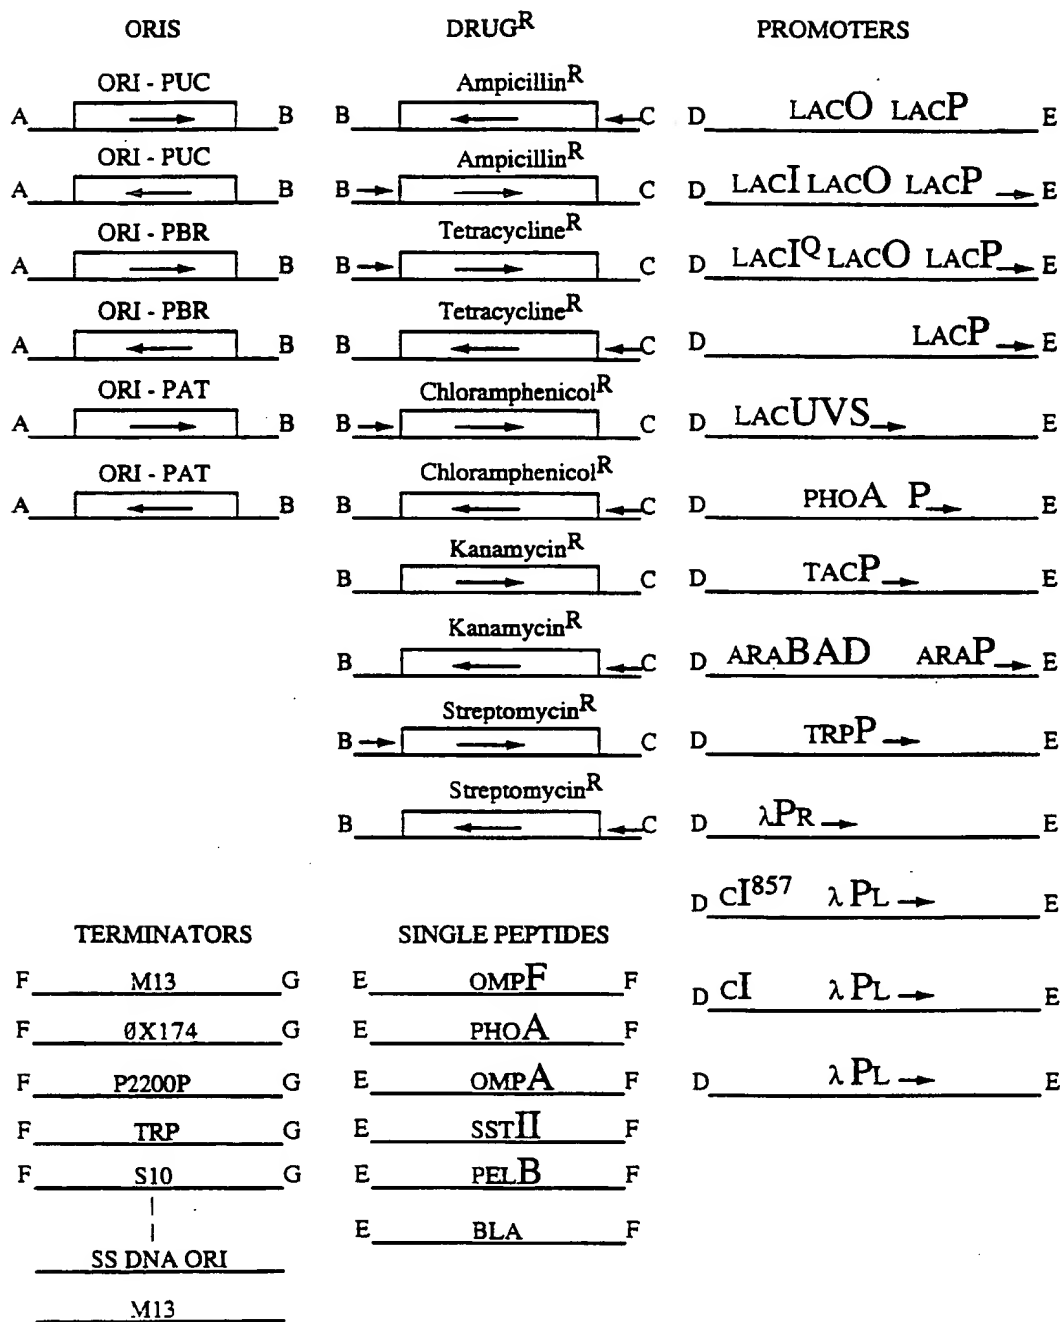 ORIS
A ORI - PUC B
A ORI - PUC B
A ORI - PBR B
A ORI - PBR B
A ORI - PAT B
A ORI - PAT B
DRUGR
B AmpicillinR C
B AmpicillinR C
B TetracyclineR C
B TetracyclineR C
B ChloramphenicolR C
B ChloramphenicolR C
B KanamycinR C
B KanamycinR C
B StreptomycinR C
B StreptomycinR C
PROMOTERS
D LACO LACP E
D LACI LACO LACP E
D LACIQ LACO LACP E
D LACP E
D LACUVS E
D PHOA P E
D TACP E
D ARABAD ARAP E
D TRPP E
D λPR E
D CI857 λ PL E
D CI λ PL E
D λ PL E
TERMINATORS
F M13 G
F ØX174 G
F P2200P G
F TRP G
F S10 G
SS DNA ORI
M13
SINGLE PEPTIDES
E OMPF F
E PHOA F
E OMPA F
E SSTII F
E PELB F
E BLA F